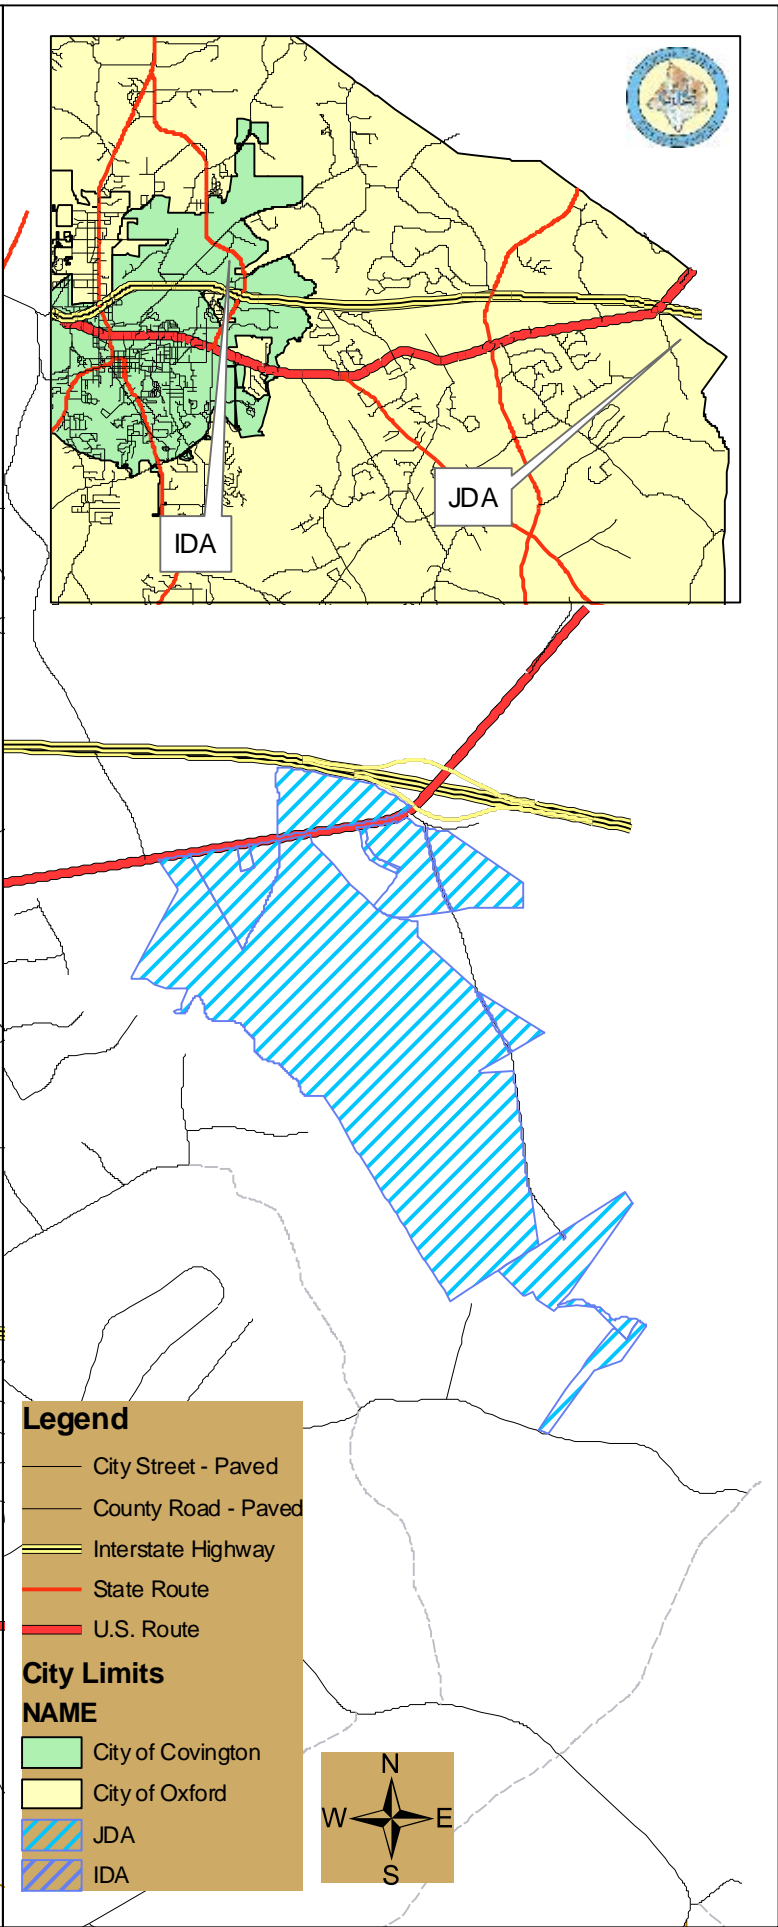 IDA
JDA
Legend
City Street - Paved
County Road - Paved
Interstate Highway
State Route
U.S. Route
City Limits
NAME
City of Covington
City of Oxford
JDA
IDA
N
W E
S